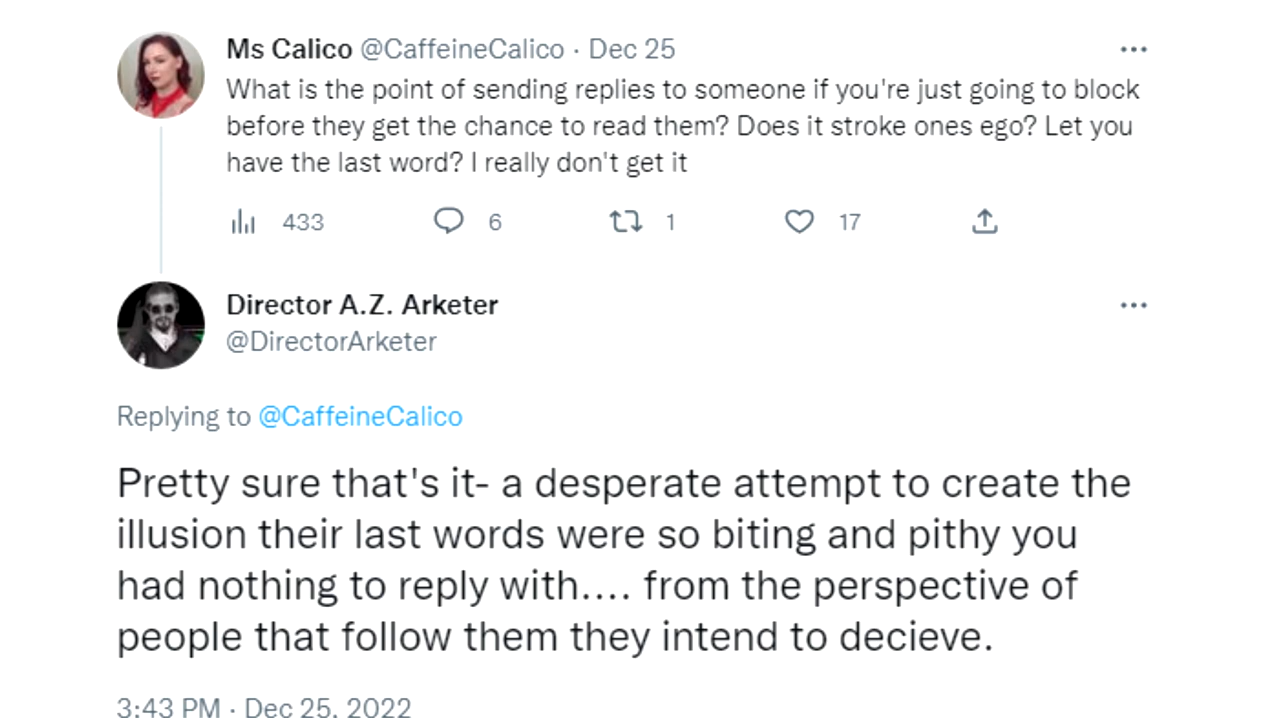 Ms Calico @CaffeineCalico · Dec 25
What is the point of sending replies to someone if you're just going to block
before they get the chance to read them? Does it stroke ones ego? Let you
have the last word? I really don't get it
433 6 1 17
Director A.Z. Arketer
@DirectorArketer
Replying to @CaffeineCalico
Pretty sure that's it- a desperate attempt to create the
illusion their last words were so biting and pithy you
had nothing to reply with.... from the perspective of
people that follow them they intend to decieve.
3:43 PM · Dec 25, 2022